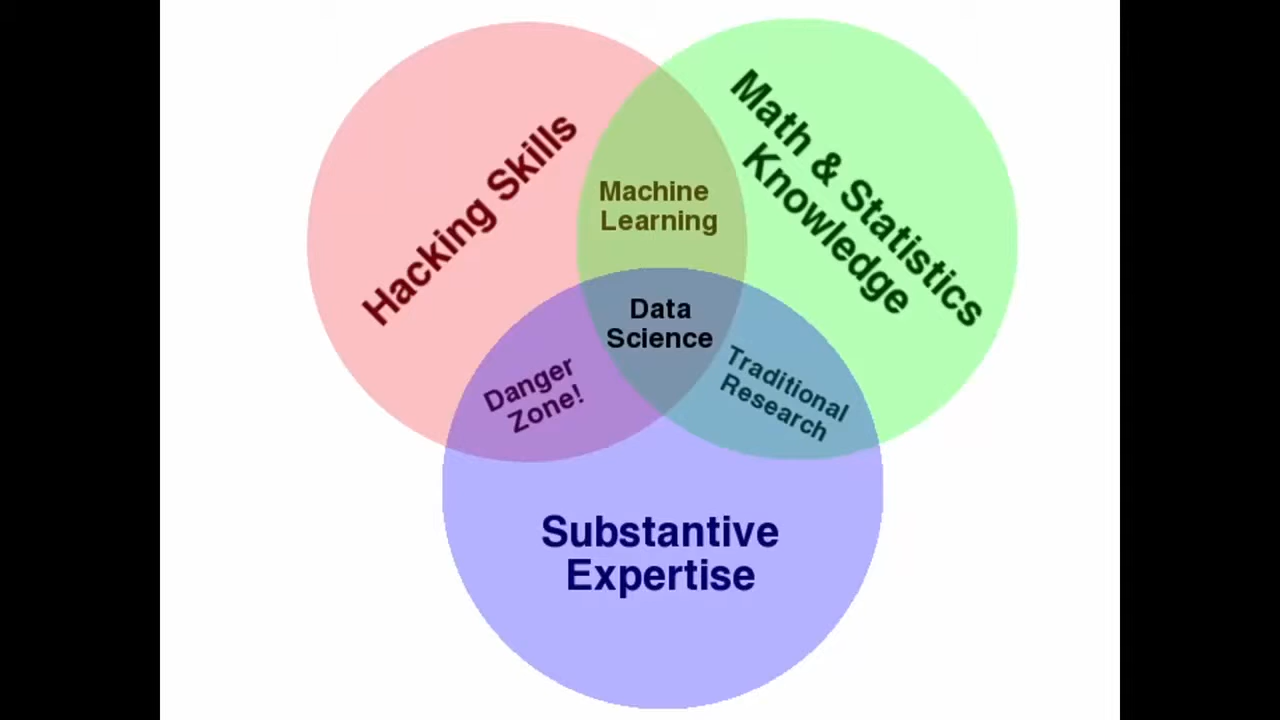 Hacking Skills
Math & Statistics
Knowledge
Machine
Learning
Data
Science
Danger
Zone!
Traditional
Research
Substantive
Expertise